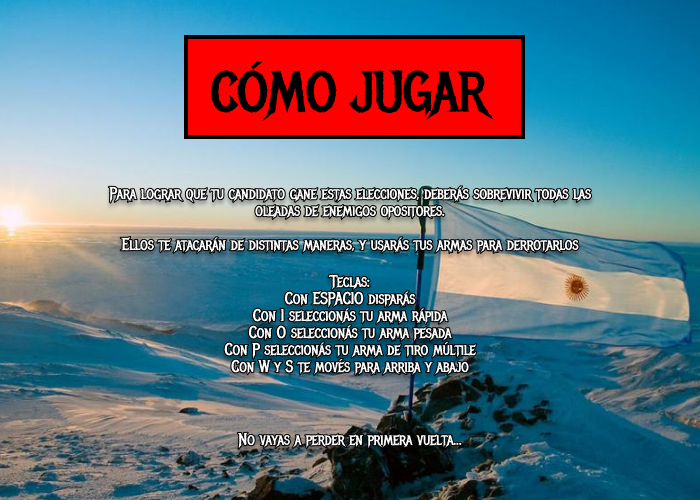 CÓMO JUGAR
Para lograr que tu candidato gane estas elecciones, deberás sobrevivir todas las
oleadas de enemigos opositores.
Ellos te atacarán de distintas maneras, y usarás tus armas para derrotarlos
Teclas:
Con ESPACIO disparás
Con I seleccionás tu arma rápida
Con O seleccionás tu arma pesada
Con P seleccionás tu arma de tiro múltile
Con W y S te movés para arriba y abajo
No vayas a perder en primera vuelta...